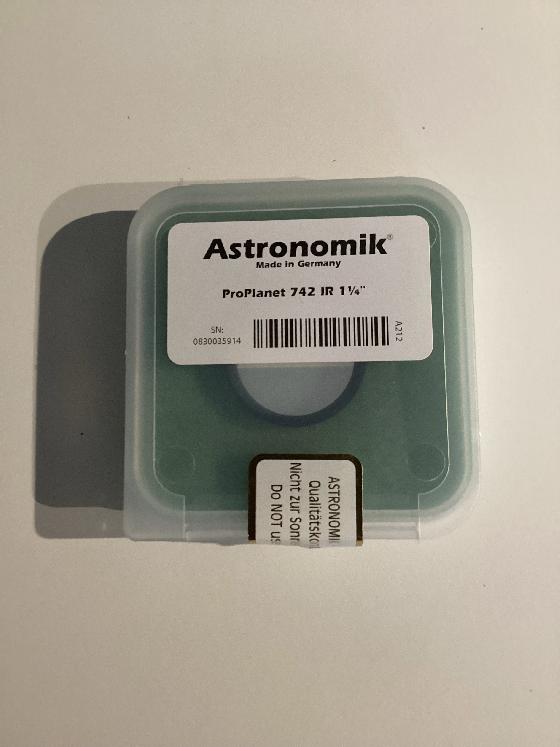 Astronomik®
Made in Germany
ProPlanet 742 IR 1¼"
SN:
0830035914
A212
ASTRONOMI
Qualitätsko
Nicht zur Sonn
Do NOT us